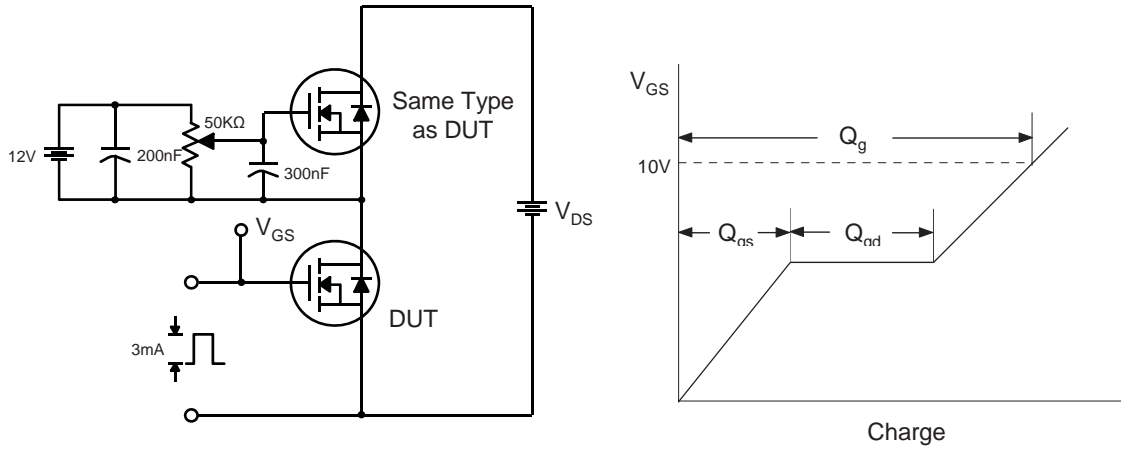 Same Type
as DUT
50KΩ
12V
200nF
300nF
V_DS
V_GS
DUT
3mA
V_GS
Q_g
10V
Q_gs
Q_gd
Charge